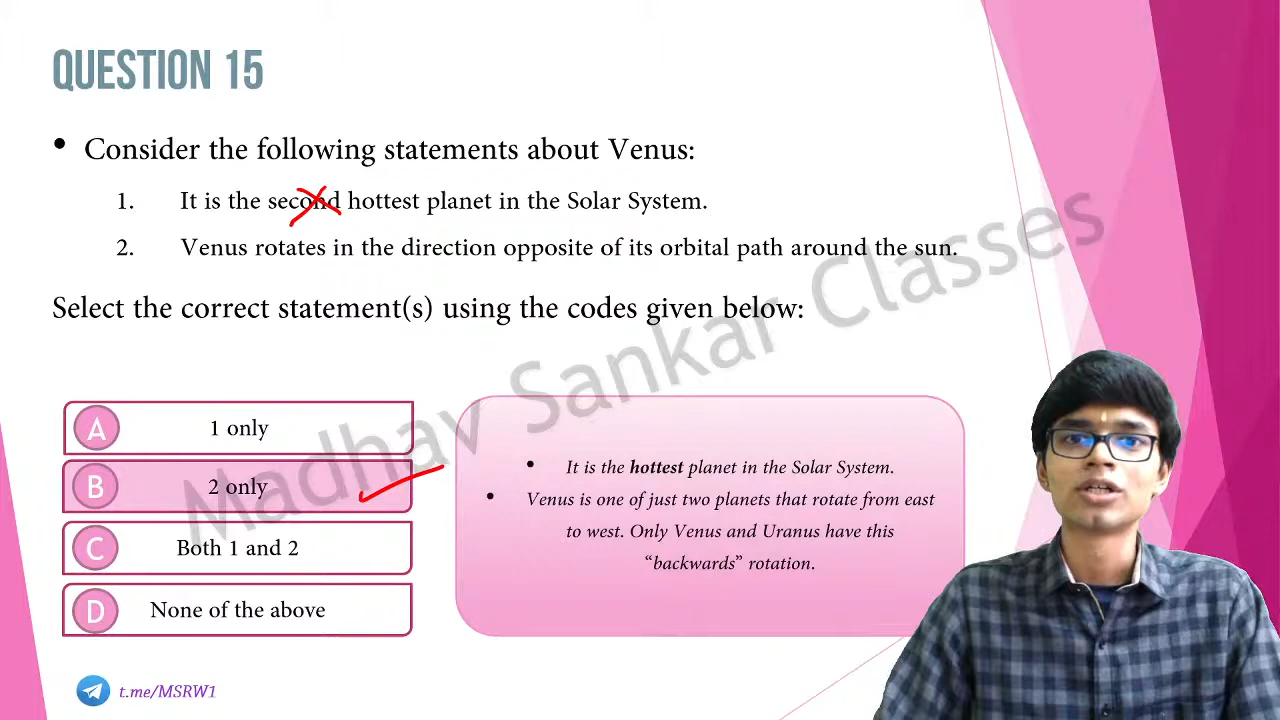 QUESTION 15
• Consider the following statements about Venus:
1. It is the second hottest planet in the Solar System.
2. Venus rotates in the direction opposite of its orbital path around the sun.
Select the correct statement(s) using the codes given below:
A 1 only
B 2 only
C Both 1 and 2
D None of the above
• It is the hottest planet in the Solar System.
• Venus is one of just two planets that rotate from east
to west. Only Venus and Uranus have this
“backwards” rotation.
Madhav Sankar Classes
t.me/MSRW1